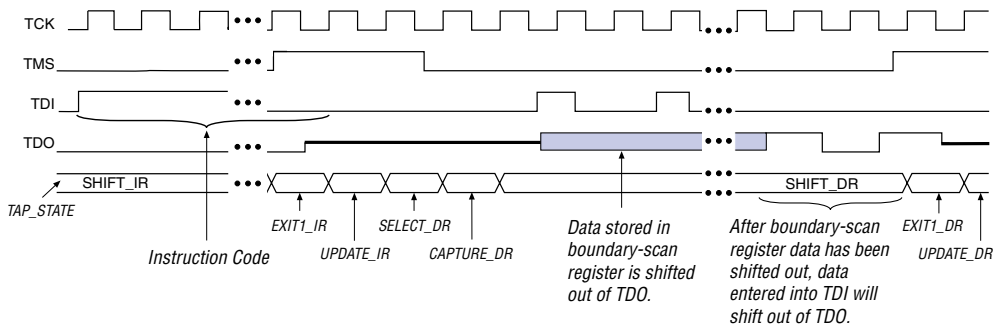 TCK
TMS
TDI
TDO
SHIFT_IR
SHIFT_DR
TAP_STATE
EXIT1_IR
SELECT_DR
EXIT1_DR
UPDATE_IR
CAPTURE_DR
UPDATE_DR
Instruction Code
Data stored in
boundary-scan
register is shifted
out of TDO.
After boundary-scan
register data has been
shifted out, data
entered into TDI will
shift out of TDO.